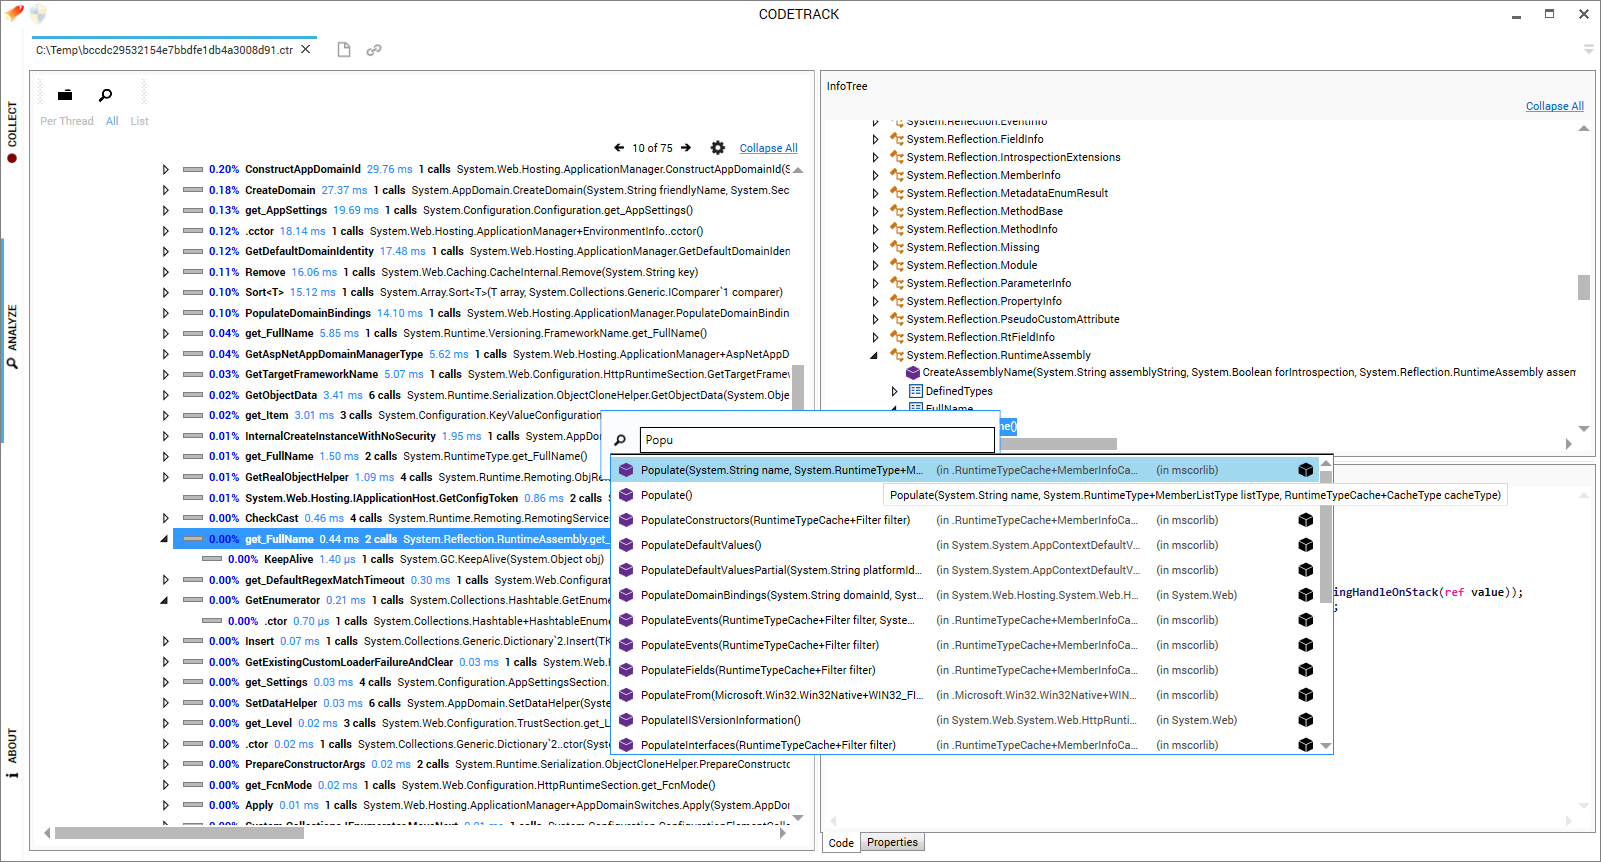 CODETRACK
C:\Temp\bccdc29532154e7bbdfe1db4a3008d91.ctr
COLLECT
ANALYZE
ABOUT
Per Thread All List
10 of 75 Collapse All
0.20% ConstructAppDomainId 29.76 ms 1 calls System.Web.Hosting.ApplicationManager.ConstructAppDomainId(S
0.18% CreateDomain 27.37 ms 1 calls System.AppDomain.CreateDomain(System.String friendlyName, System.Sec
0.13% get_AppSettings 19.69 ms 1 calls System.Configuration.Configuration.get_AppSettings()
0.12% .cctor 18.14 ms 1 calls System.Web.Hosting.ApplicationManager+EnvironmentInfo..cctor()
0.12% GetDefaultDomainIdentity 17.48 ms 1 calls System.Web.Hosting.ApplicationManager.GetDefaultDomainIden
0.11% Remove 16.06 ms 1 calls System.Web.Caching.CacheInternal.Remove(System.String key)
0.10% Sort<T> 15.12 ms 1 calls System.Array.Sort<T>(T array, System.Collections.Generic.IComparer`1 comparer)
0.10% PopulateDomainBindings 14.10 ms 1 calls System.Web.Hosting.ApplicationManager.PopulateDomainBindin
0.04% get_FullName 5.85 ms 1 calls System.Runtime.Versioning.FrameworkName.get_FullName()
0.04% GetAspNetAppDomainManagerType 5.62 ms 1 calls System.Web.Hosting.ApplicationManager+AspNetAppD
0.03% GetTargetFrameworkName 5.07 ms 1 calls System.Web.Configuration.HttpRuntimeSection.GetTargetFramew
0.02% GetObjectData 3.41 ms 6 calls System.Runtime.Serialization.ObjectCloneHelper.GetObjectData(System.Obje
0.02% get_Item 3.01 ms 3 calls System.Configuration.KeyValueConfiguration
0.01% InternalCreateInstanceWithNoSecurity 1.95 ms 1 calls System.AppDo
0.01% get_FullName 1.50 ms 2 calls System.RuntimeType.get_FullName()
0.01% GetRealObjectHelper 1.09 ms 4 calls System.Runtime.Remoting.ObjRe
0.01% System.Web.Hosting.IApplicationHost.GetConfigToken 0.86 ms 2 calls S
0.00% CheckCast 0.46 ms 4 calls System.Runtime.Remoting.RemotingServices
0.00% get_FullName 0.44 ms 2 calls System.Reflection.RuntimeAssembly.get_
0.00% KeepAlive 1.40 µs 1 calls System.GC.KeepAlive(System.Object obj)
0.00% get_DefaultRegexMatchTimeout 0.30 ms 1 calls System.Web.Configurat
0.00% GetEnumerator 0.21 ms 1 calls System.Collections.Hashtable.GetEnume
0.00% .ctor 0.70 µs 1 calls System.Collections.Hashtable+HashtableEnume
0.00% Insert 0.07 ms 1 calls System.Collections.Generic.Dictionary`2.Insert(TK
0.00% GetExistingCustomLoaderFailureAndClear 0.03 ms 1 calls System.Web.H
0.00% get_Settings 0.03 ms 4 calls System.Configuration.AppSettingsSection.
0.00% SetDataHelper 0.03 ms 6 calls System.AppDomain.SetDataHelper(System
0.00% get_Level 0.02 ms 3 calls System.Web.Configuration.TrustSection.get_L
0.00% .ctor 0.02 ms 1 calls System.Collections.Generic.Dictionary`2..ctor(Syst
0.00% PrepareConstructorArgs 0.02 ms 2 calls System.Runtime.Serialization.ObjectCloneHelper.PrepareConstructo
0.00% get_FcnMode 0.02 ms 1 calls System.Web.Configuration.HttpRuntimeSection.get_FcnMode()
0.00% Apply 0.01 ms 1 calls System.Web.Hosting.ApplicationManager+AppDomainSwitches.Apply(System.AppDom
0.00% System.Collections.IEnumerator.MoveNext 0.01 ms 1 calls System.Configuration.ConfigurationElementColle
InfoTree
Collapse All
System.Reflection.EventInfo
System.Reflection.FieldInfo
System.Reflection.IntrospectionExtensions
System.Reflection.MemberInfo
System.Reflection.MetadataEnumResult
System.Reflection.MethodBase
System.Reflection.MethodInfo
System.Reflection.Missing
System.Reflection.Module
System.Reflection.ParameterInfo
System.Reflection.PropertyInfo
System.Reflection.PseudoCustomAttribute
System.Reflection.RtFieldInfo
System.Reflection.RuntimeAssembly
CreateAssemblyName(System.String assemblyString, System.Boolean forIntrospection, System.Reflection.RuntimeAssembly assem
DefinedTypes
FullName
ne()
Popu
Populate(System.String name, System.RuntimeType+M... (in .RuntimeTypeCache+MemberInfoCa... (in mscorlib)
Populate()
Populate(System.String name, System.RuntimeType+MemberListType listType, RuntimeTypeCache+CacheType cacheType)
PopulateConstructors(RuntimeTypeCache+Filter filter) (in .RuntimeTypeCache+MemberInfoCa... (in mscorlib)
PopulateDefaultValues() (in System.System.AppContextDefaultV... (in mscorlib)
PopulateDefaultValuesPartial(System.String platformId... (in System.System.AppContextDefaultV... (in mscorlib)
PopulateDomainBindings(System.String domainId, Syst... (in System.Web.Hosting.System.Web.H... (in System.Web)
PopulateEvents(RuntimeTypeCache+Filter filter, Syste... (in .RuntimeTypeCache+MemberInfoCa... (in mscorlib)
PopulateEvents(RuntimeTypeCache+Filter filter) (in .RuntimeTypeCache+MemberInfoCa... (in mscorlib)
PopulateFields(RuntimeTypeCache+Filter filter) (in .RuntimeTypeCache+MemberInfoCa... (in mscorlib)
PopulateFrom(Microsoft.Win32.Win32Native+WIN32_FI... (in .Microsoft.Win32.Win32Native+WIN... (in mscorlib)
PopulateIISVersionInformation() (in System.Web.System.Web.HttpRunti... (in System.Web)
PopulateInterfaces(RuntimeTypeCache+Filter filter) (in .RuntimeTypeCache+MemberInfoCa... (in mscorlib)
ingHandleOnStack(ref value));
;
Code Properties